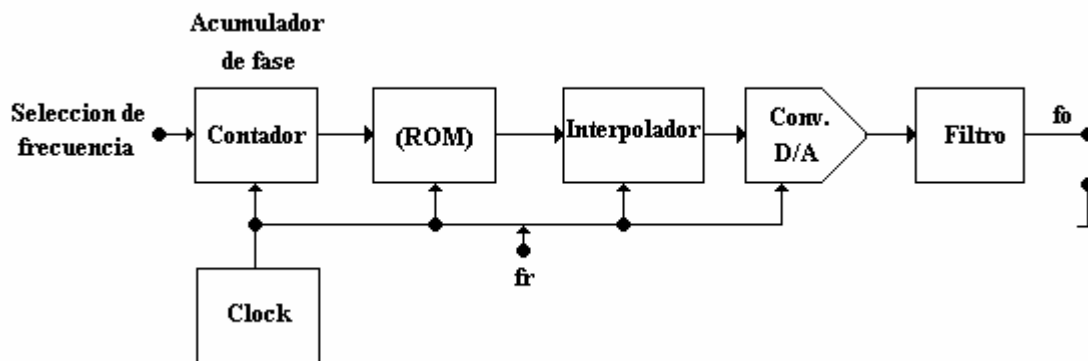 Acumulador
de fase
Seleccion de
frecuencia
Contador
(ROM)
Interpolador
Conv.
D/A
Filtro
fo
fr
Clock